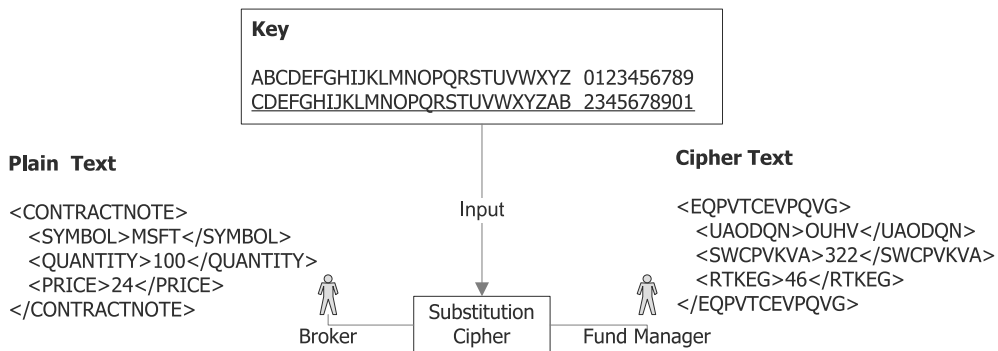 Key
ABCDEFGHIJKLMNOPQRSTUVWXYZ 0123456789
CDEFGHIJKLMNOPQRSTUVWXYZAB 2345678901
Plain Text
<CONTRACTNOTE>
<SYMBOL>MSFT</SYMBOL>
<QUANTITY>100</QUANTITY>
<PRICE>24</PRICE>
</CONTRACTNOTE>
Input
Cipher Text
<EQPVTCEVPQVG>
<UAODQN>OUHV</UAODQN>
<SWCPVKVA>322</SWCPVKVA>
<RTKEG>46</RTKEG>
</EQPVTCEVPQVG>
Broker
Substitution
Cipher
Fund Manager